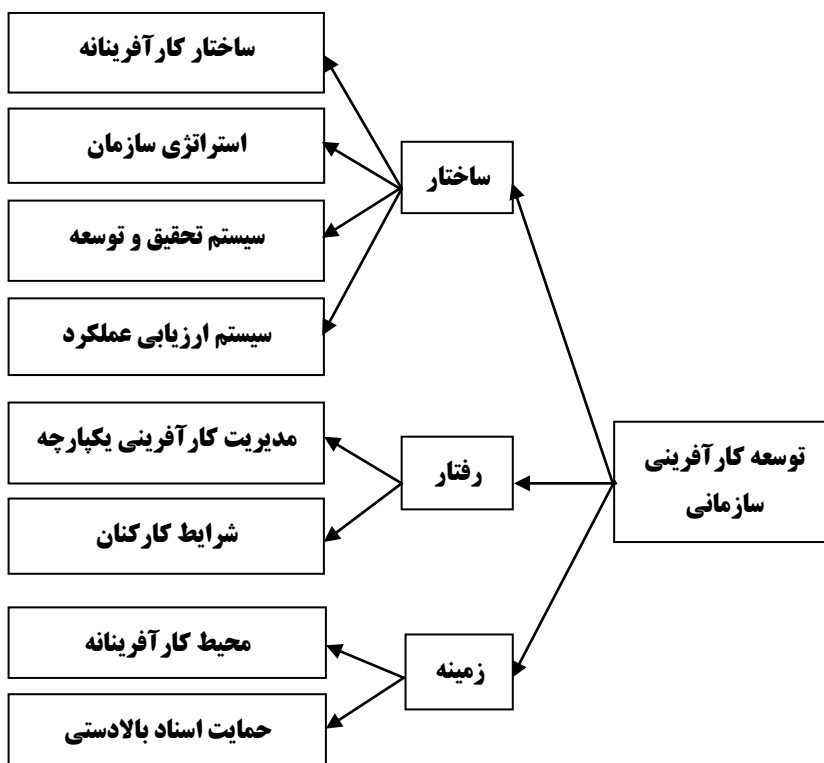 توسعه کارآفرینی
سازمانی
ساختار
ساختار کارآفرینانه
استراتژی سازمان
سیستم تحقیق و توسعه
سیستم ارزیابی عملکرد
رفتار
مدیریت کارآفرینی یکپارچه
شرایط کارکنان
زمینه
محیط کارآفرینانه
حمایت اسناد بالادستی